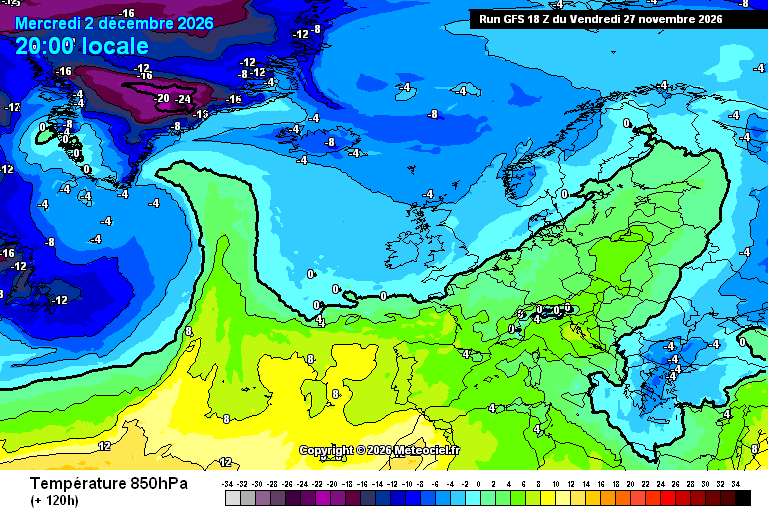 Mercredi 2 décembre 2026
20:00 locale
Run GFS 18 Z du Vendredi 27 novembre 2026
Copyright © 2026 Meteociel.fr
Température 850hPa
(+ 120h)
-34 -32 -30 -28 -26 -24 -22 -20 -18 -16 -14 -12 -10 -8 -6 -4 -2 0 2 4 6 8 10 12 14 16 18 20 22 24 26 28 30 32 34